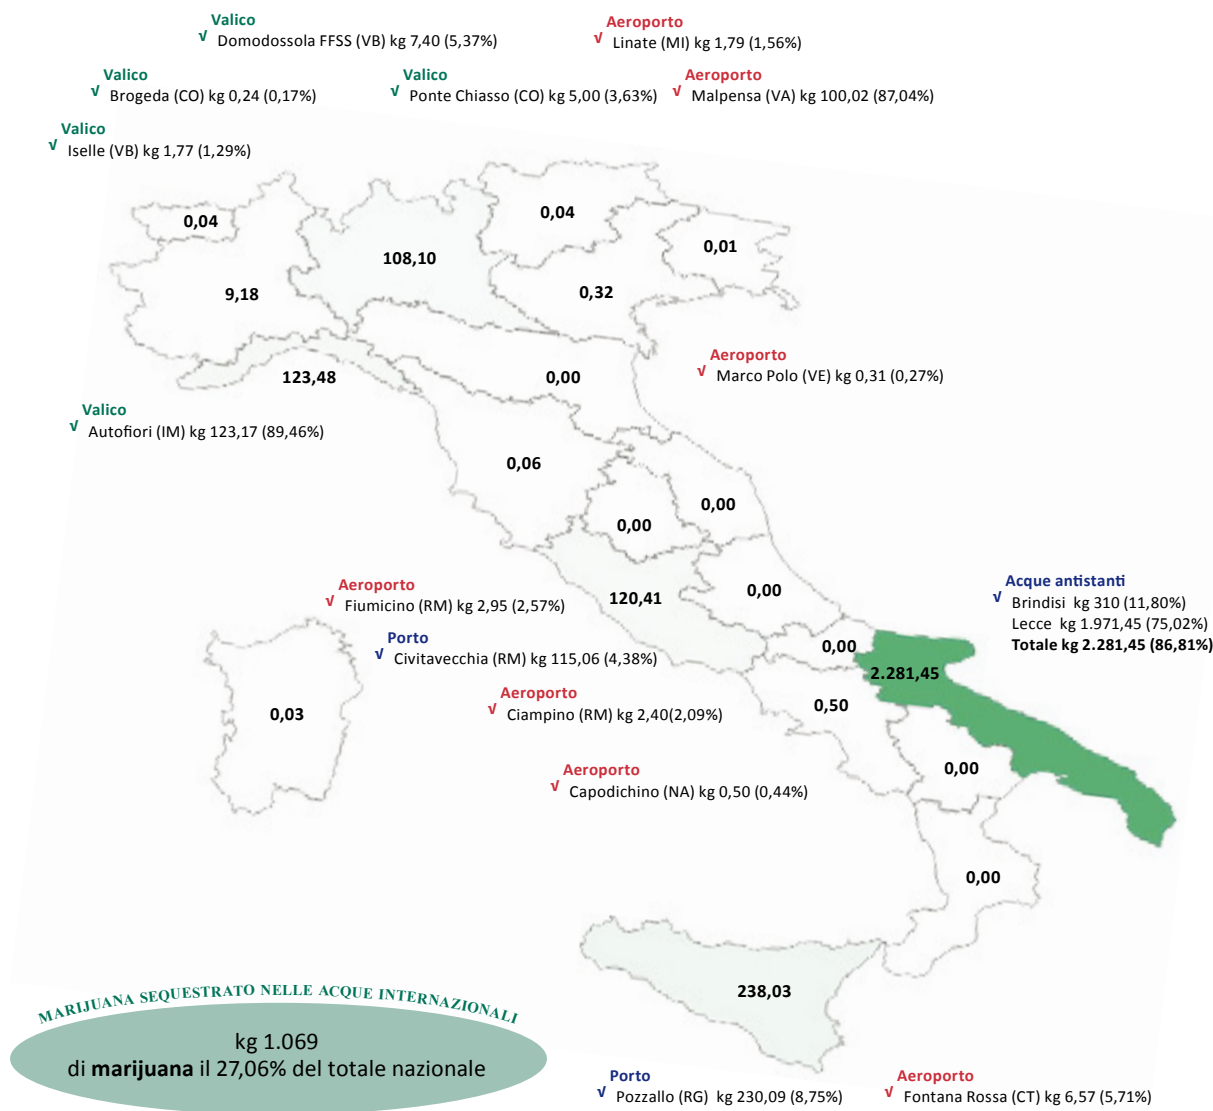 Valico
√ Domodossola FFSS (VB) kg 7,40 (5,37%)
Aeroporto
√ Linate (MI) kg 1,79 (1,56%)
Valico
√ Brogeda (CO) kg 0,24 (0,17%)
Valico
√ Ponte Chiasso (CO) kg 5,00 (3,63%)
Aeroporto
√ Malpensa (VA) kg 100,02 (87,04%)
Valico
√ Iselle (VB) kg 1,77 (1,29%)
0,04
0,04
0,01
108,10
9,18
0,32
Aeroporto
√ Marco Polo (VE) kg 0,31 (0,27%)
123,48
0,00
Valico
√ Autofiori (IM) kg 123,17 (89,46%)
0,06
0,00
0,00
Aeroporto
√ Fiumicino (RM) kg 2,95 (2,57%)
120,41
0,00
Acque antistanti
√ Brindisi kg 310 (11,80%)
Lecce kg 1.971,45 (75,02%)
Totale kg 2.281,45 (86,81%)
Porto
√ Civitavecchia (RM) kg 115,06 (4,38%)
0,00
2.281,45
Aeroporto
√ Ciampino (RM) kg 2,40(2,09%)
0,03
0,50
Aeroporto
√ Capodichino (NA) kg 0,50 (0,44%)
0,00
0,00
238,03
MARIJUANA SEQUESTRATO NELLE ACQUE INTERNAZIONALI
kg 1.069
di marijuana il 27,06% del totale nazionale
Porto
√ Pozzallo (RG) kg 230,09 (8,75%)
Aeroporto
√ Fontana Rossa (CT) kg 6,57 (5,71%)